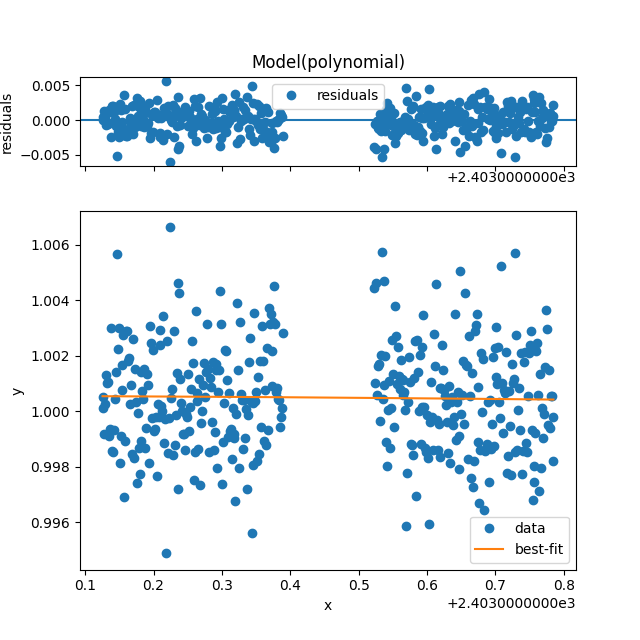 Model(polynomial)
residuals
0.005
0.000
−0.005
residuals
+2.4030000000e3
y
1.006
1.004
1.002
1.000
0.998
0.996
data
best-fit
0.1 0.2 0.3 0.4 0.5 0.6 0.7 0.8
x
+2.4030000000e3